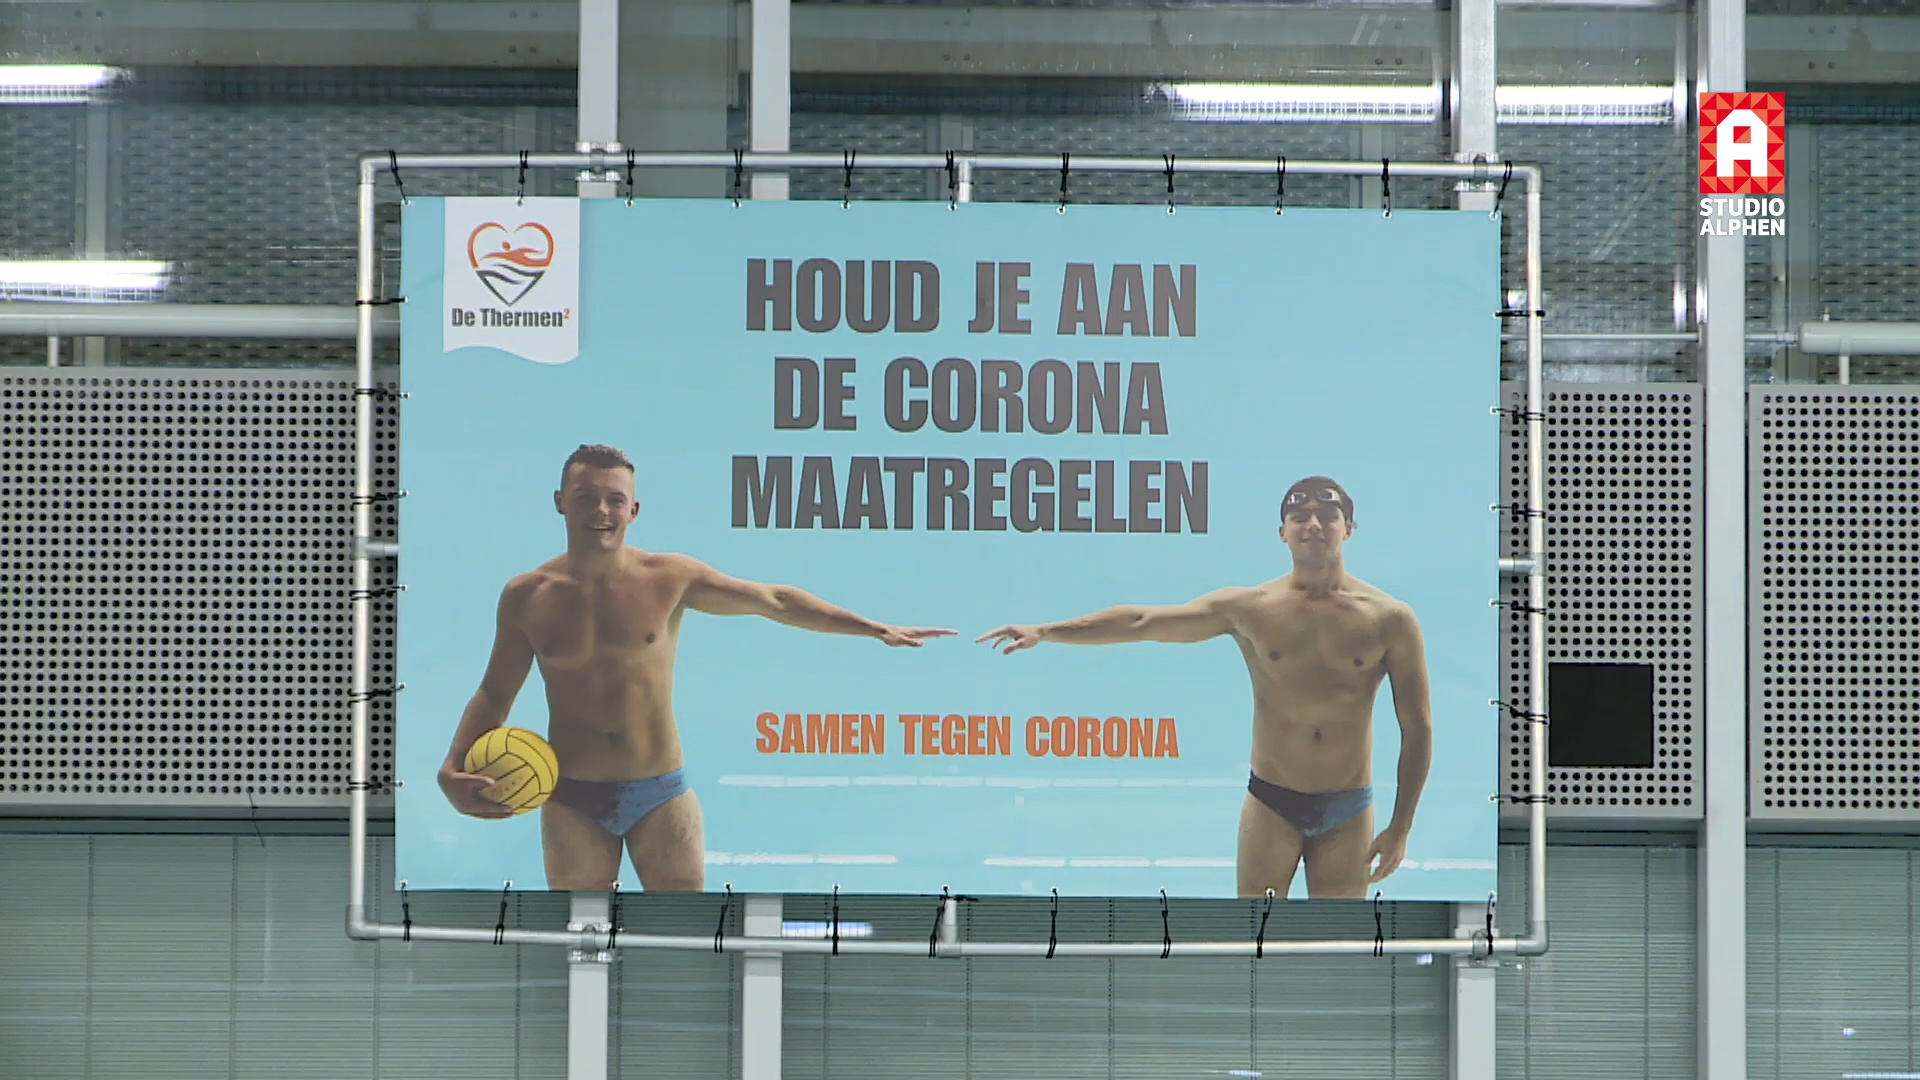 STUDIO
ALPHEN
De Thermen²
HOUD JE AAN
DE CORONA
MAATREGELEN
SAMEN TEGEN CORONA